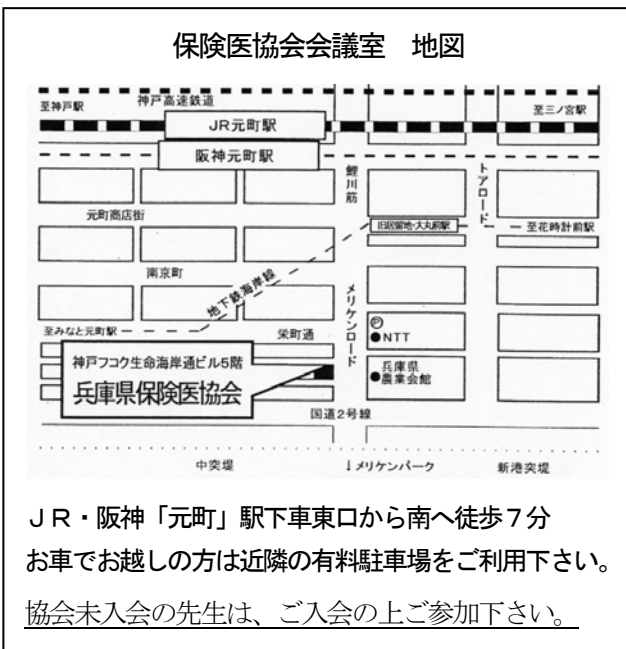 保険医協会会議室　地図
至神戸駅
神戸高速鉄道
至三ノ宮駅
JR元町駅
阪神元町駅
鯉川筋
トアロード
元町商店街
旧居留地・大丸前駅
至花時計前駅
南京町
地下鉄海岸線
メリケンロード
至みなと元町駅
栄町通
Ⓟ
●NTT
神戸フコク生命海岸通ビル5階
兵庫県保険医協会
●兵庫県
農業会館
国道2号線
中突堤
↓メリケンパーク
新港突堤
ＪＲ・阪神「元町」駅下車東口から南へ徒歩７分
お車でお越しの方は近隣の有料駐車場をご利用下さい。
協会未入会の先生は、ご入会の上ご参加下さい。